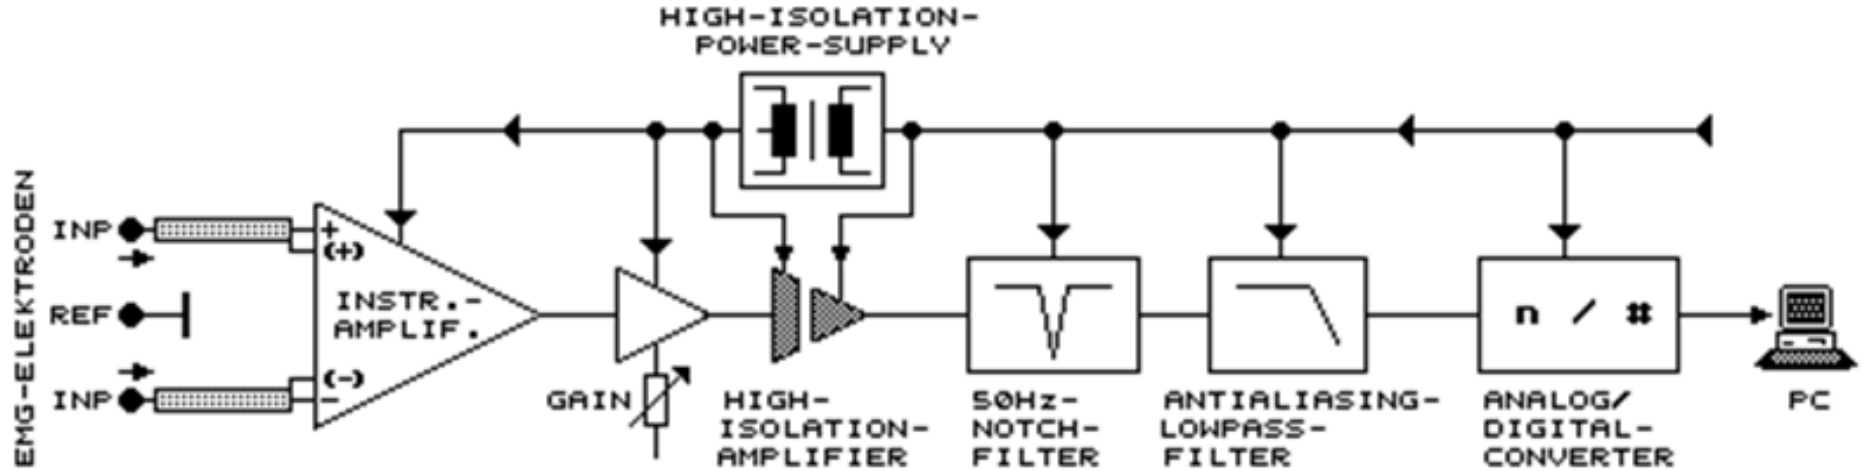 HIGH-ISOLATION-
POWER-SUPPLY
EMG-ELEKTRODEN
INP
+
(+)
REF
INSTR.-
AMPLIF.
(-)
INP
-
GAIN
HIGH-
ISOLATION-
AMPLIFIER
50Hz-
NOTCH-
FILTER
ANTIALIASING-
LOWPASS-
FILTER
n / #
ANALOG/
DIGITAL-
CONVERTER
PC